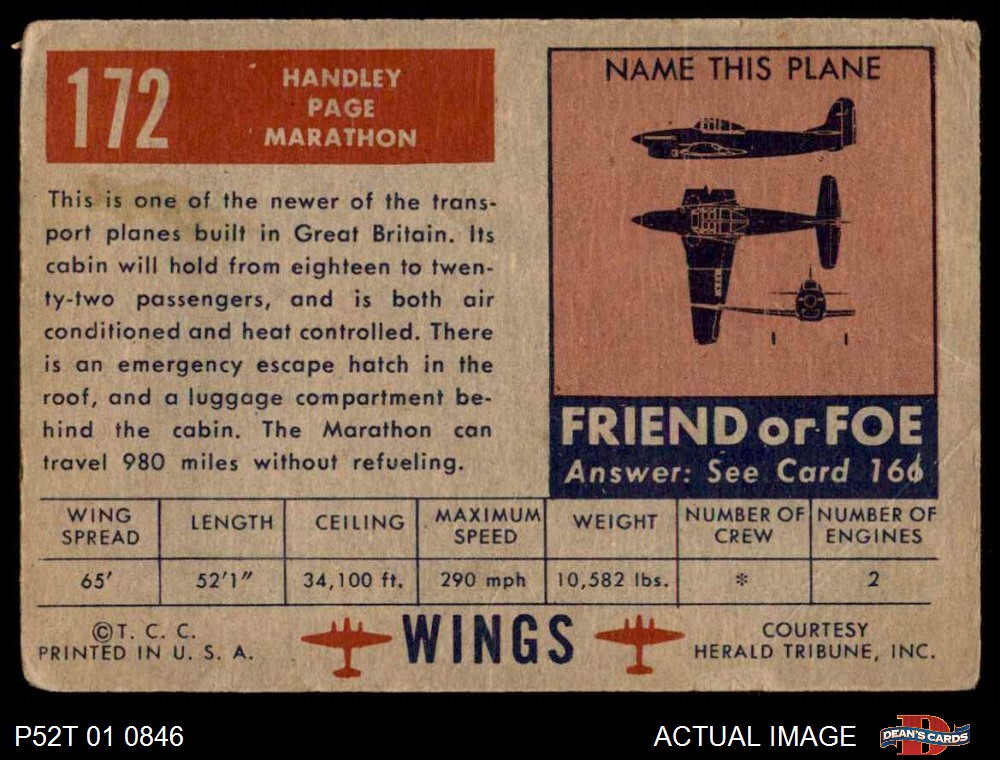 172
HANDLEY
PAGE
MARATHON
This is one of the newer of the trans-
port planes built in Great Britain. Its
cabin will hold from eighteen to twen-
ty-two passengers, and is both air
conditioned and heat controlled. There
is an emergency escape hatch in the
roof, and a luggage compartment be-
hind the cabin. The Marathon can
travel 980 miles without refueling.
NAME THIS PLANE
FRIEND or FOE
Answer: See Card 166
WING SPREAD
LENGTH
CEILING
MAXIMUM SPEED
WEIGHT
NUMBER OF CREW
NUMBER OF ENGINES
65' 52'1" 34,100 ft. 290 mph 10,582 lbs. * 2
©T. C. C.
PRINTED IN U. S. A.
WINGS
COURTESY
HERALD TRIBUNE, INC.
P52T 01 0846
ACTUAL IMAGE
D
DEAN'S CARDS